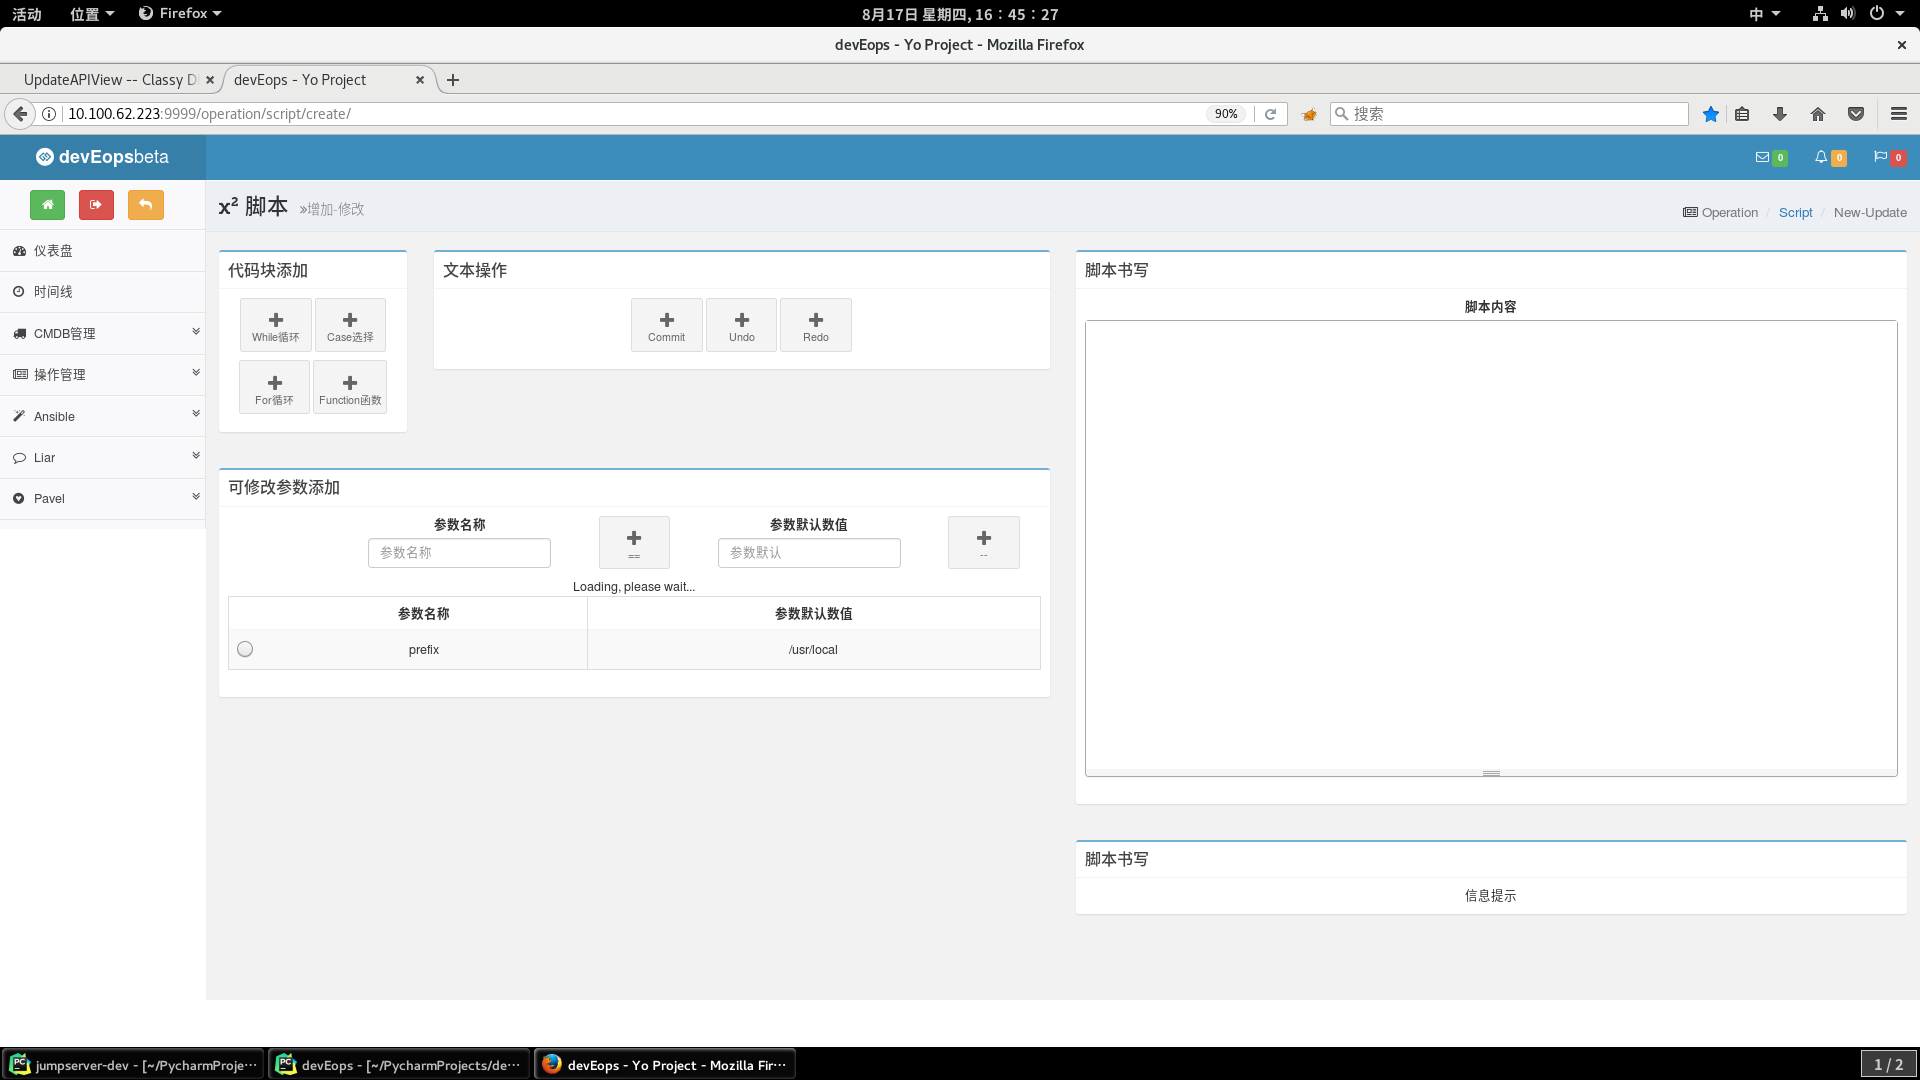 活动 位置 Firefox 8月17日 星期四, 16∶45∶27 中
devEops - Yo Project - Mozilla Firefox
UpdateAPIView -- Classy D devEops - Yo Project
10.100.62.223:9999/operation/script/create/ 90% 搜索
devEopsbeta 0 0 0
x² 脚本 »增加-修改 Operation / Script / New-Update
仪表盘
时间线
CMDB管理
操作管理
Ansible
Liar
Pavel
代码块添加
While循环 Case选择
For循环 Function函数
文本操作
Commit Undo Redo
可修改参数添加
参数名称 参数默认数值
参数名称 == 参数默认 --
Loading, please wait...
参数名称 参数默认数值
prefix /usr/local
脚本书写
脚本内容
脚本书写
信息提示
jumpserver-dev - [~/PycharmProje··· devEops - [~/PycharmProjects/de··· devEops - Yo Project - Mozilla Fir··· 1 / 2